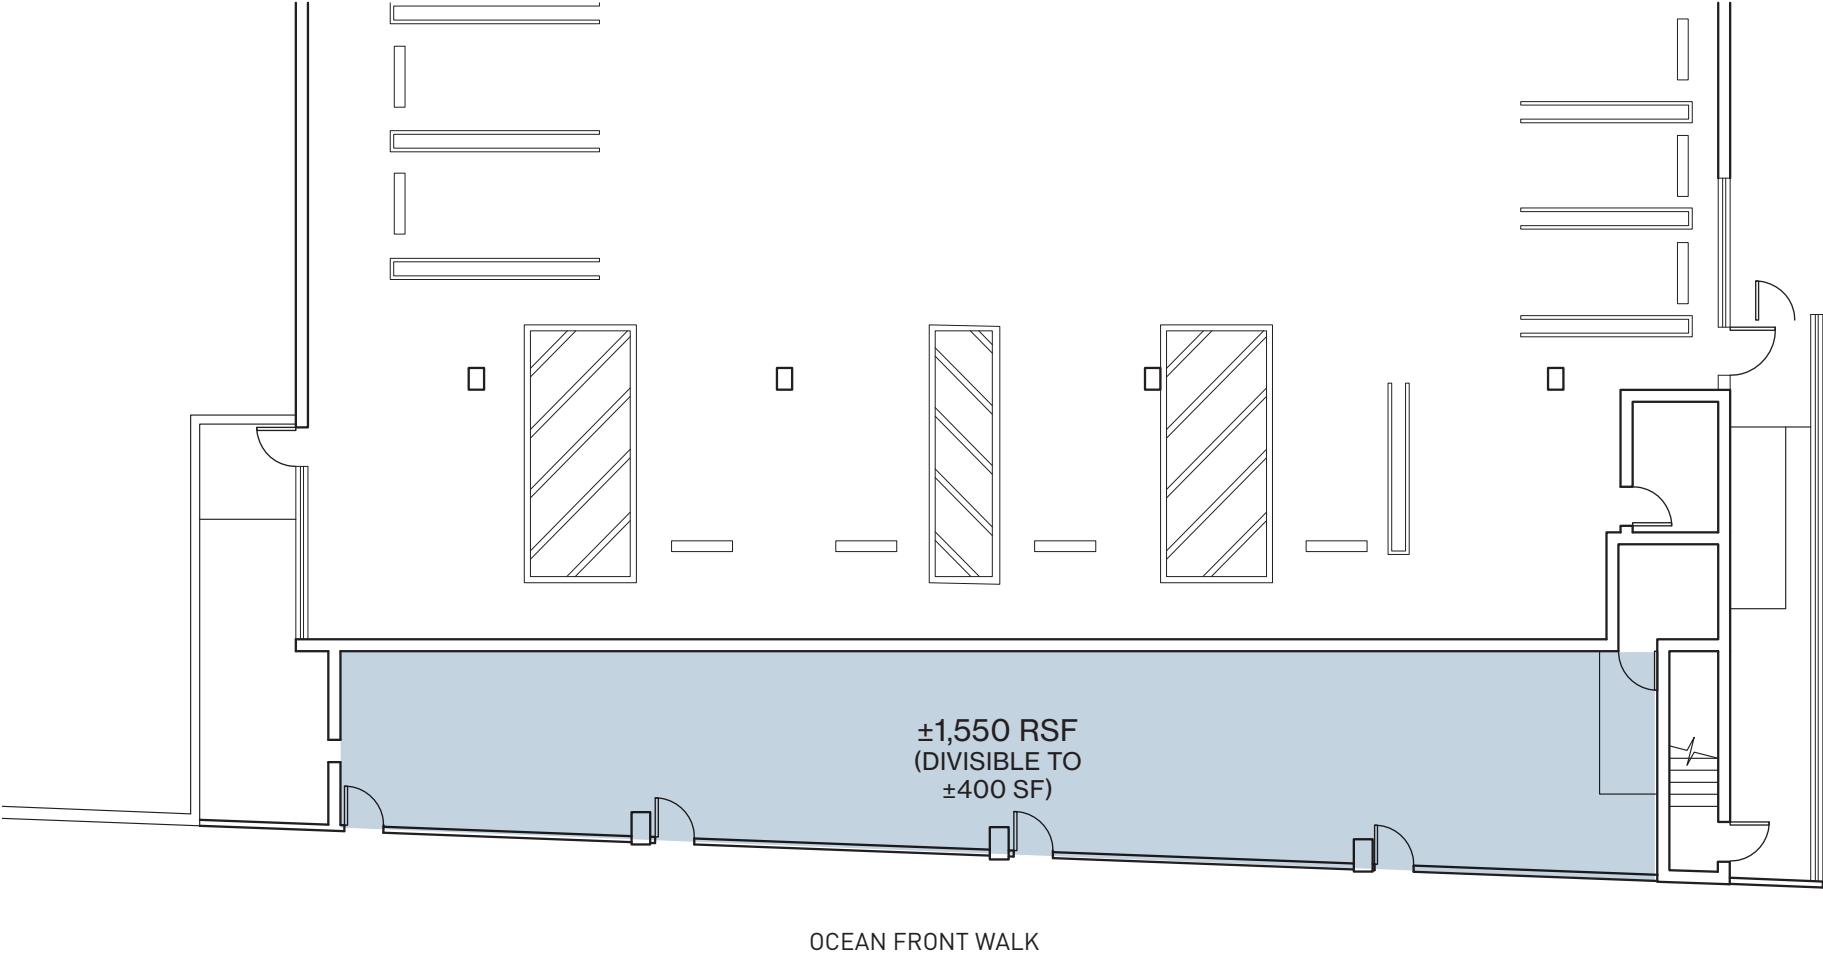 ±1,550 RSF
(DIVISIBLE TO
±400 SF)
OCEAN FRONT WALK